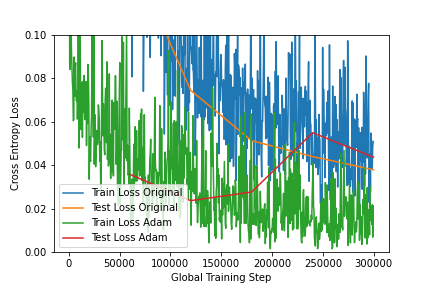 0.10
0.08
0.06
0.04
0.02
0.00
Cross Entropy Loss
Train Loss Original
Test Loss Original
Train Loss Adam
Test Loss Adam
0 50000 100000 150000 200000 250000 300000
Global Training Step